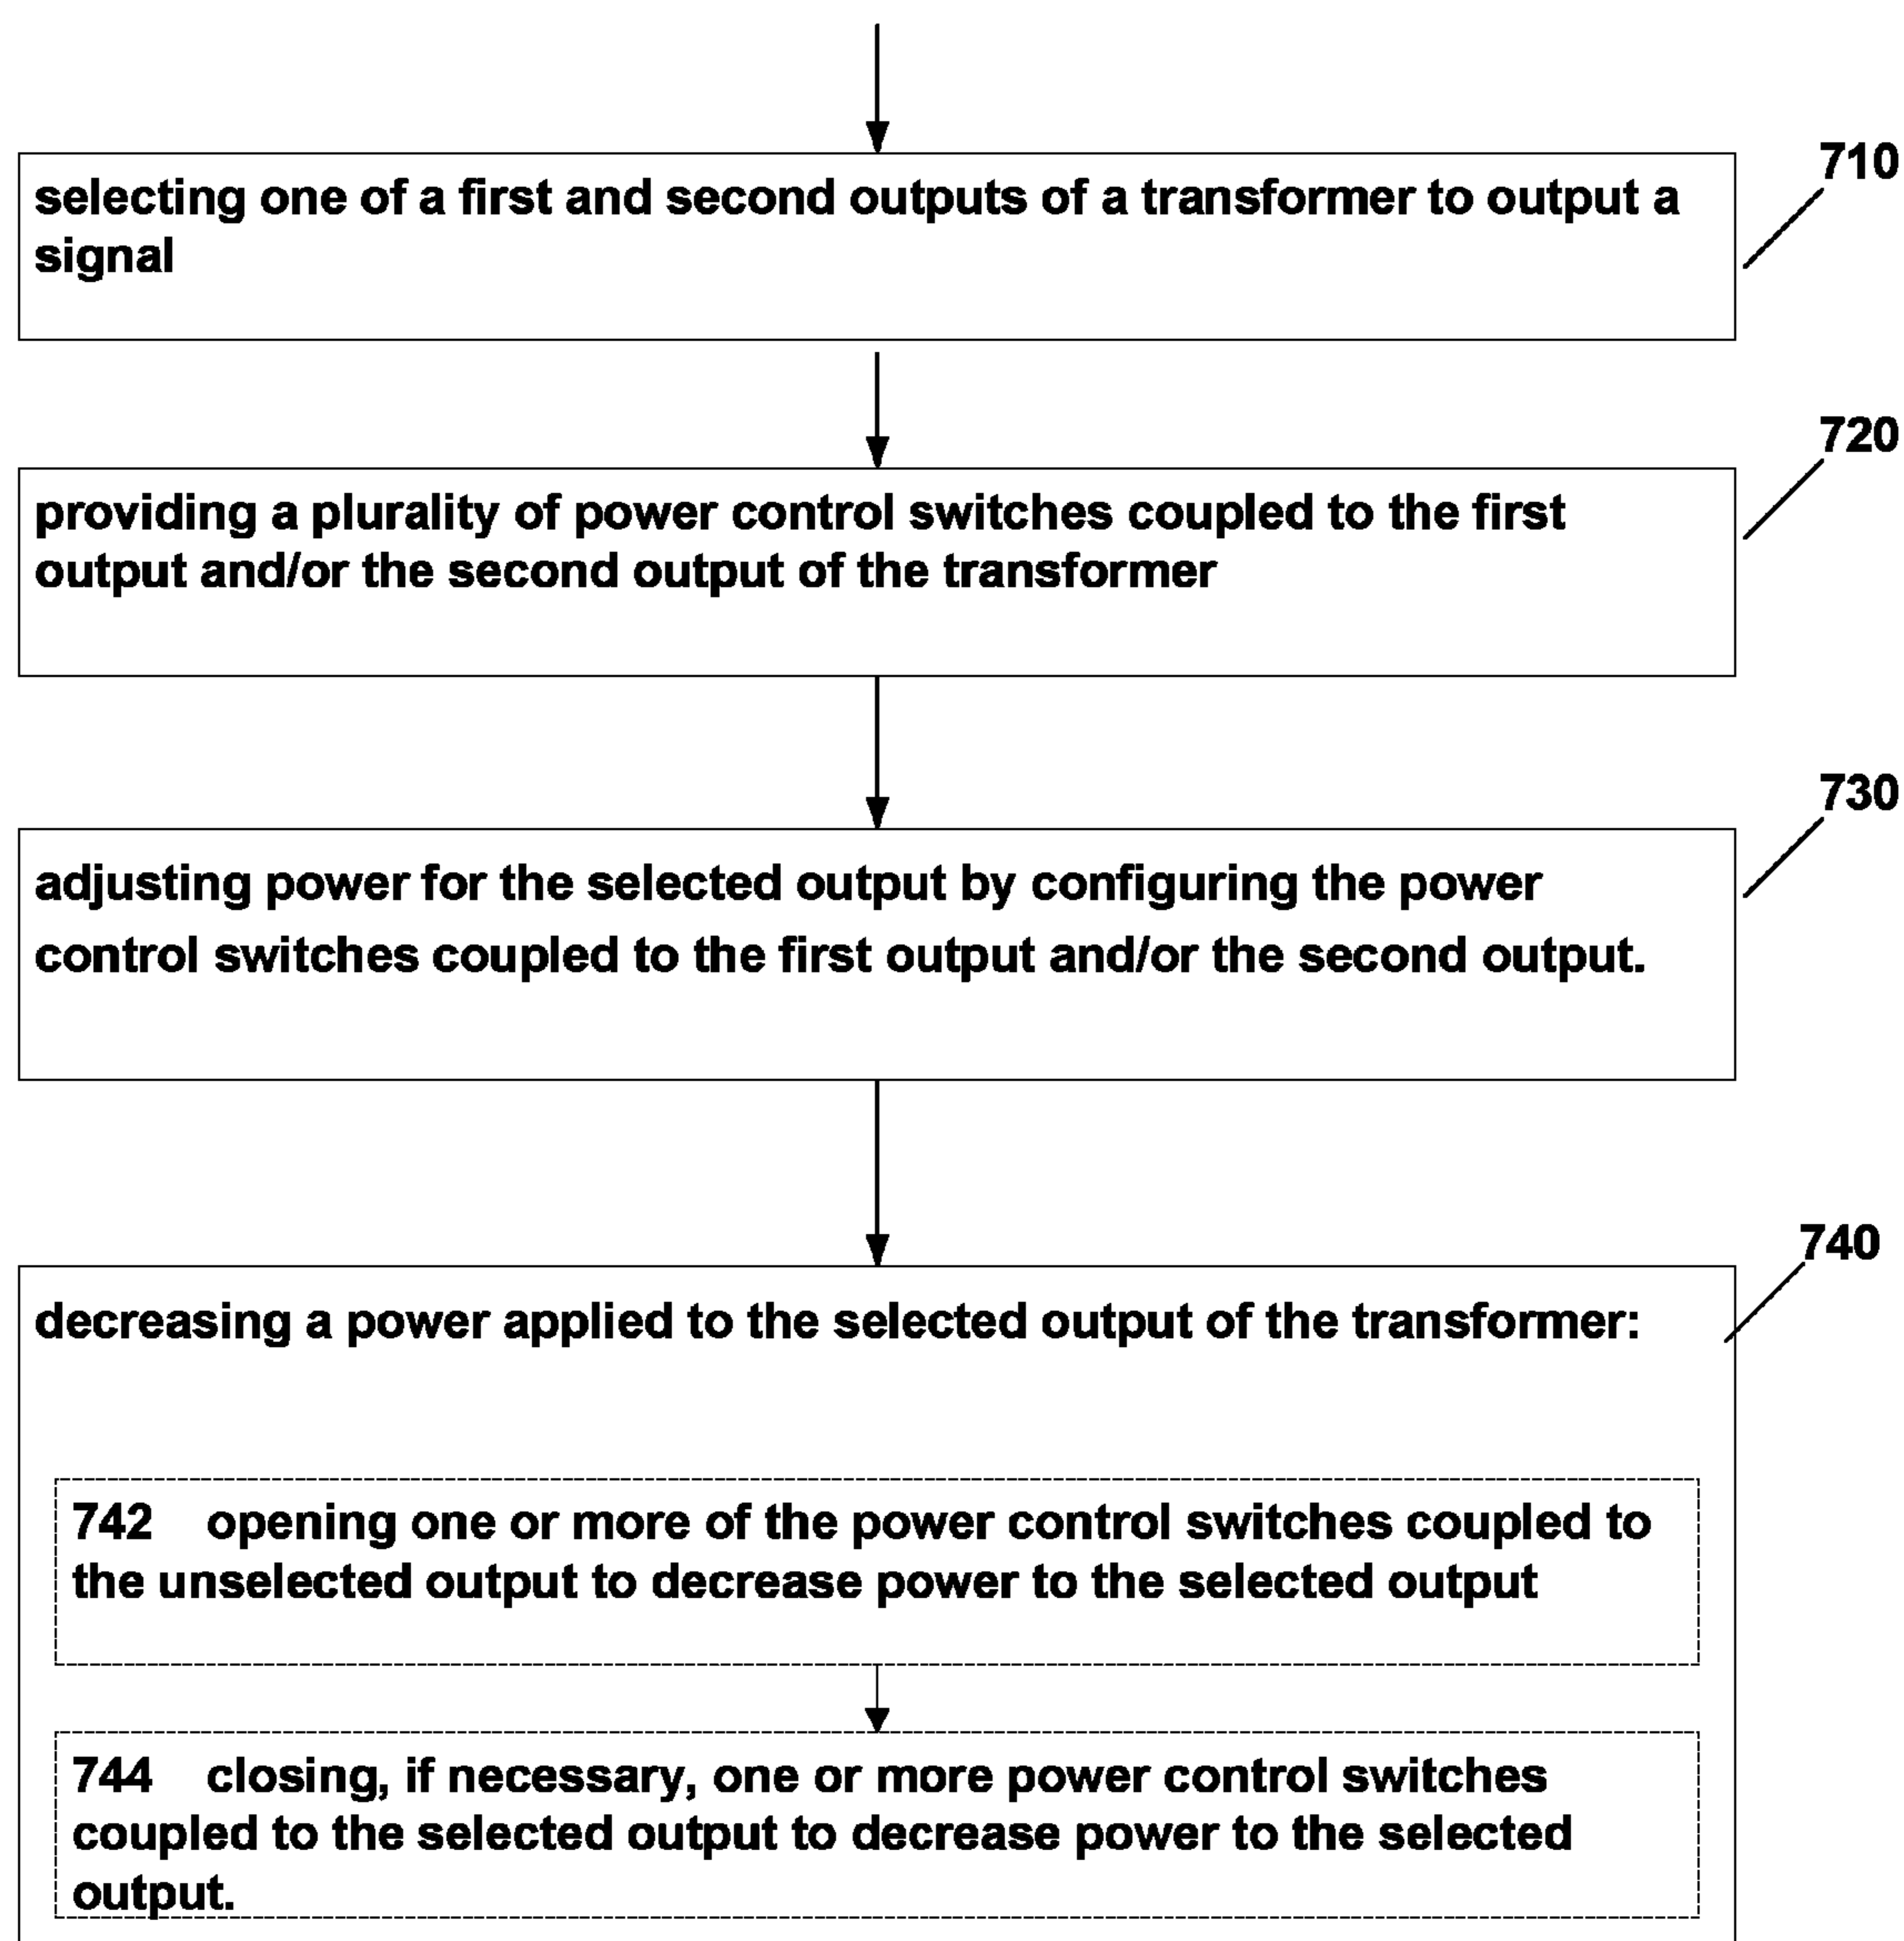 710
selecting one of a first and second outputs of a transformer to output a
signal
720
providing a plurality of power control switches coupled to the first
output and/or the second output of the transformer
730
adjusting power for the selected output by configuring the power
control switches coupled to the first output and/or the second output.
740
decreasing a power applied to the selected output of the transformer:
742 opening one or more of the power control switches coupled to
the unselected output to decrease power to the selected output
744 closing, if necessary, one or more power control switches
coupled to the selected output to decrease power to the selected
output.